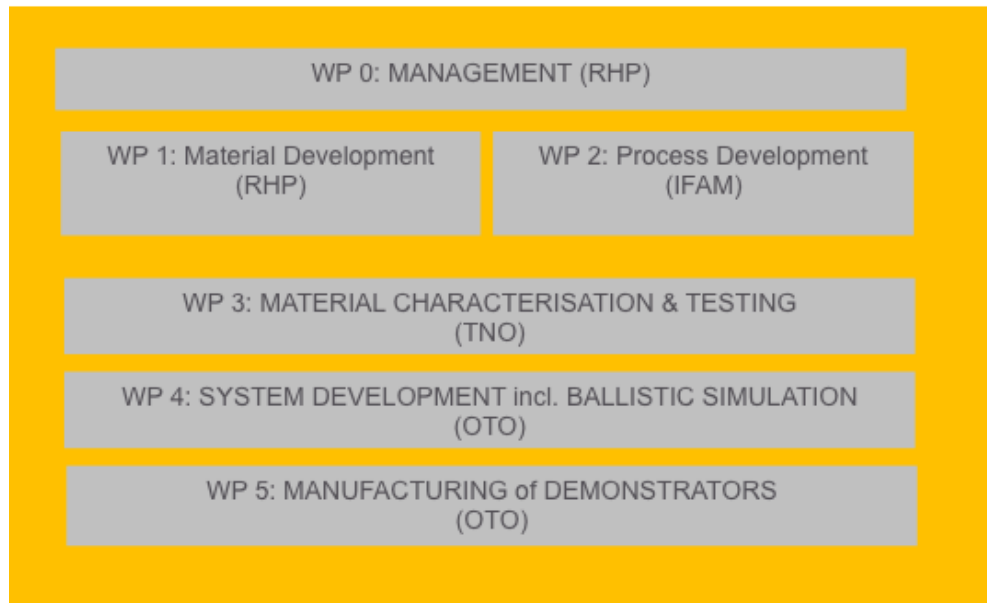 WP 0: MANAGEMENT (RHP)
WP 1: Material Development
(RHP)
WP 2: Process Development
(IFAM)
WP 3: MATERIAL CHARACTERISATION & TESTING
(TNO)
WP 4: SYSTEM DEVELOPMENT incl. BALLISTIC SIMULATION
(OTO)
WP 5: MANUFACTURING of DEMONSTRATORS
(OTO)